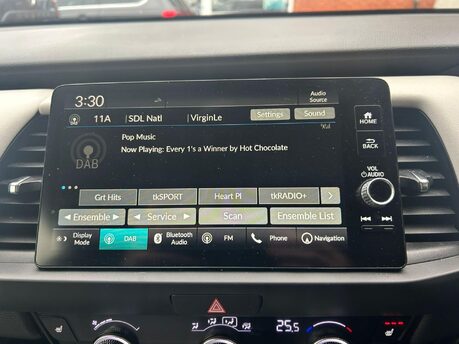 3:30
Audio Source
11A SDL Natl VirginLe Settings Sound
HOME
Pop Music
DAB
Now Playing: Every 1's a Winner by Hot Chocolate
BACK
VOL
AUDIO
Grt Hits tkSPORT Heart PI tkRADIO+
Ensemble Service Scan Ensemble List
Display Mode DAB Bluetooth Audio FM Phone Navigation
25.5